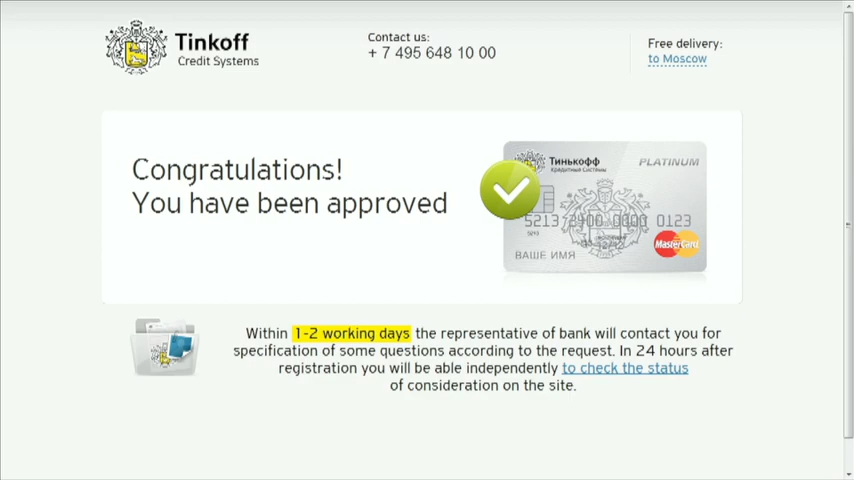 Tinkoff
Credit Systems
Contact us:
+ 7 495 648 10 00
Free delivery:
to Moscow
Congratulations!
You have been approved
Тинькофф
Кредитные Системы
PLATINUM
5213
ВАШЕ ИМЯ
MasterCard
Within 1-2 working days the representative of bank will contact you for
specification of some questions according to the request. In 24 hours after
registration you will be able independently to check the status
of consideration on the site.